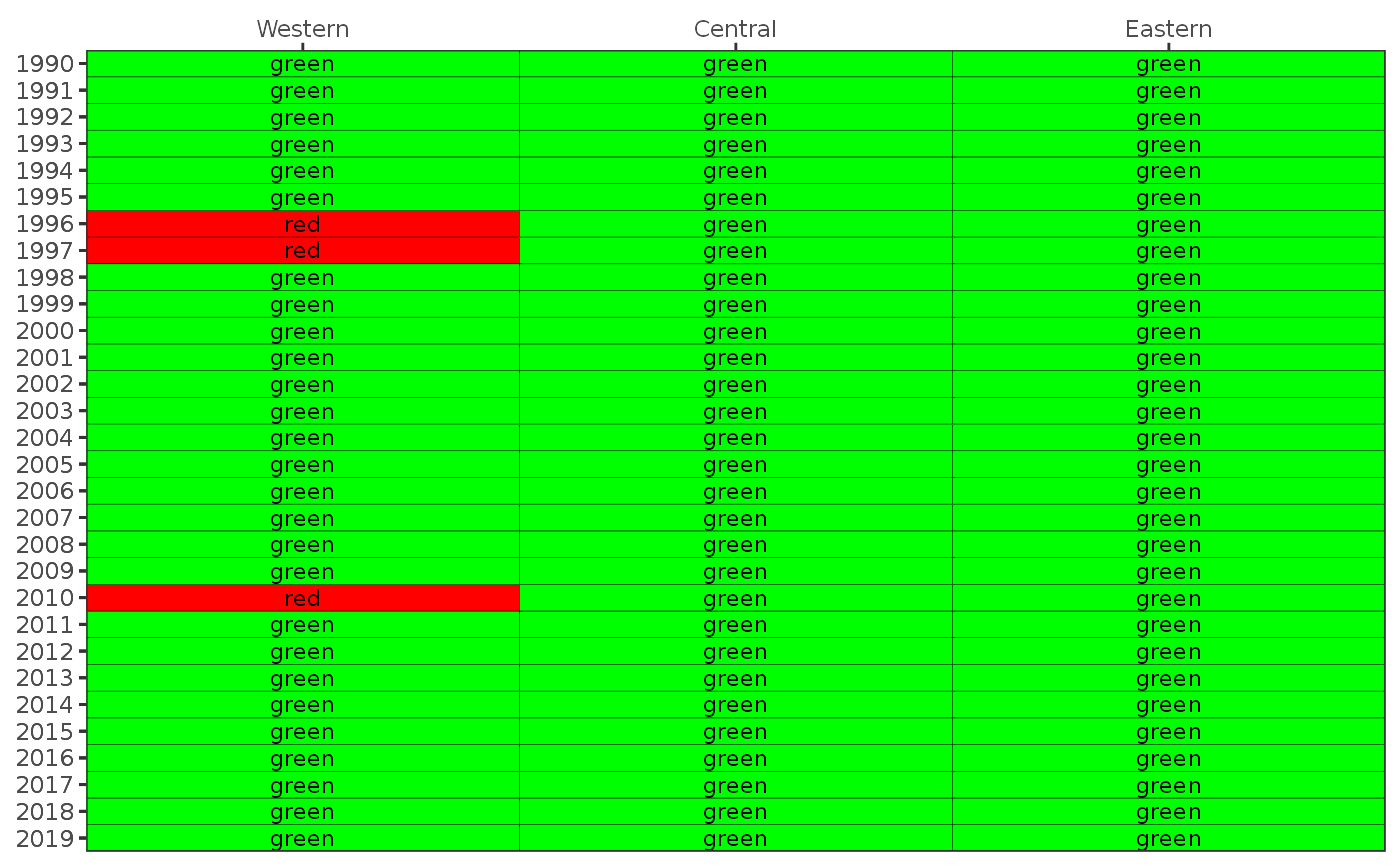 Western Central Eastern
1990 green green green
1991 green green green
1992 green green green
1993 green green green
1994 green green green
1995 green green green
1996 red green green
1997 red green green
1998 green green green
1999 green green green
2000 green green green
2001 green green green
2002 green green green
2003 green green green
2004 green green green
2005 green green green
2006 green green green
2007 green green green
2008 green green green
2009 green green green
2010 red green green
2011 green green green
2012 green green green
2013 green green green
2014 green green green
2015 green green green
2016 green green green
2017 green green green
2018 green green green
2019 green green green